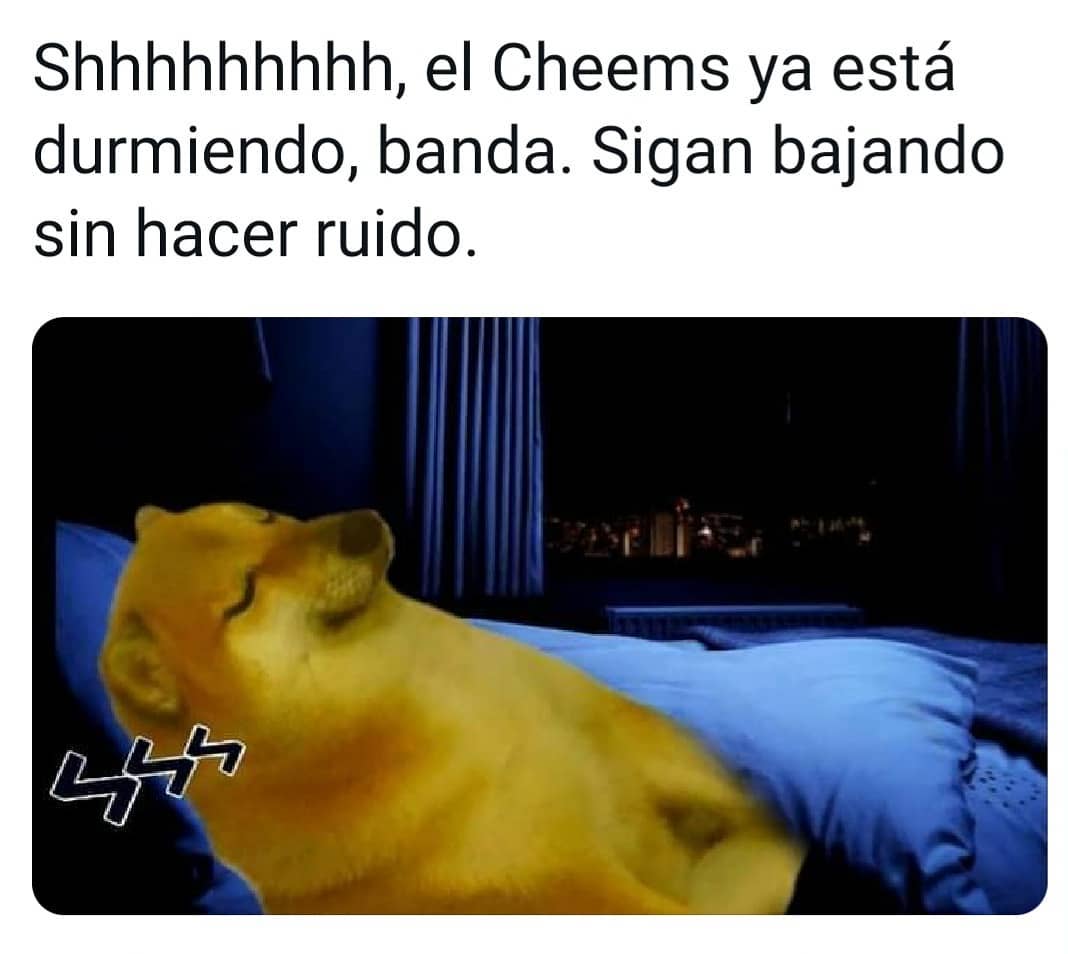 Shhhhhhhhh, el Cheems ya está
durmiendo, banda. Sigan bajando
sin hacer ruido.